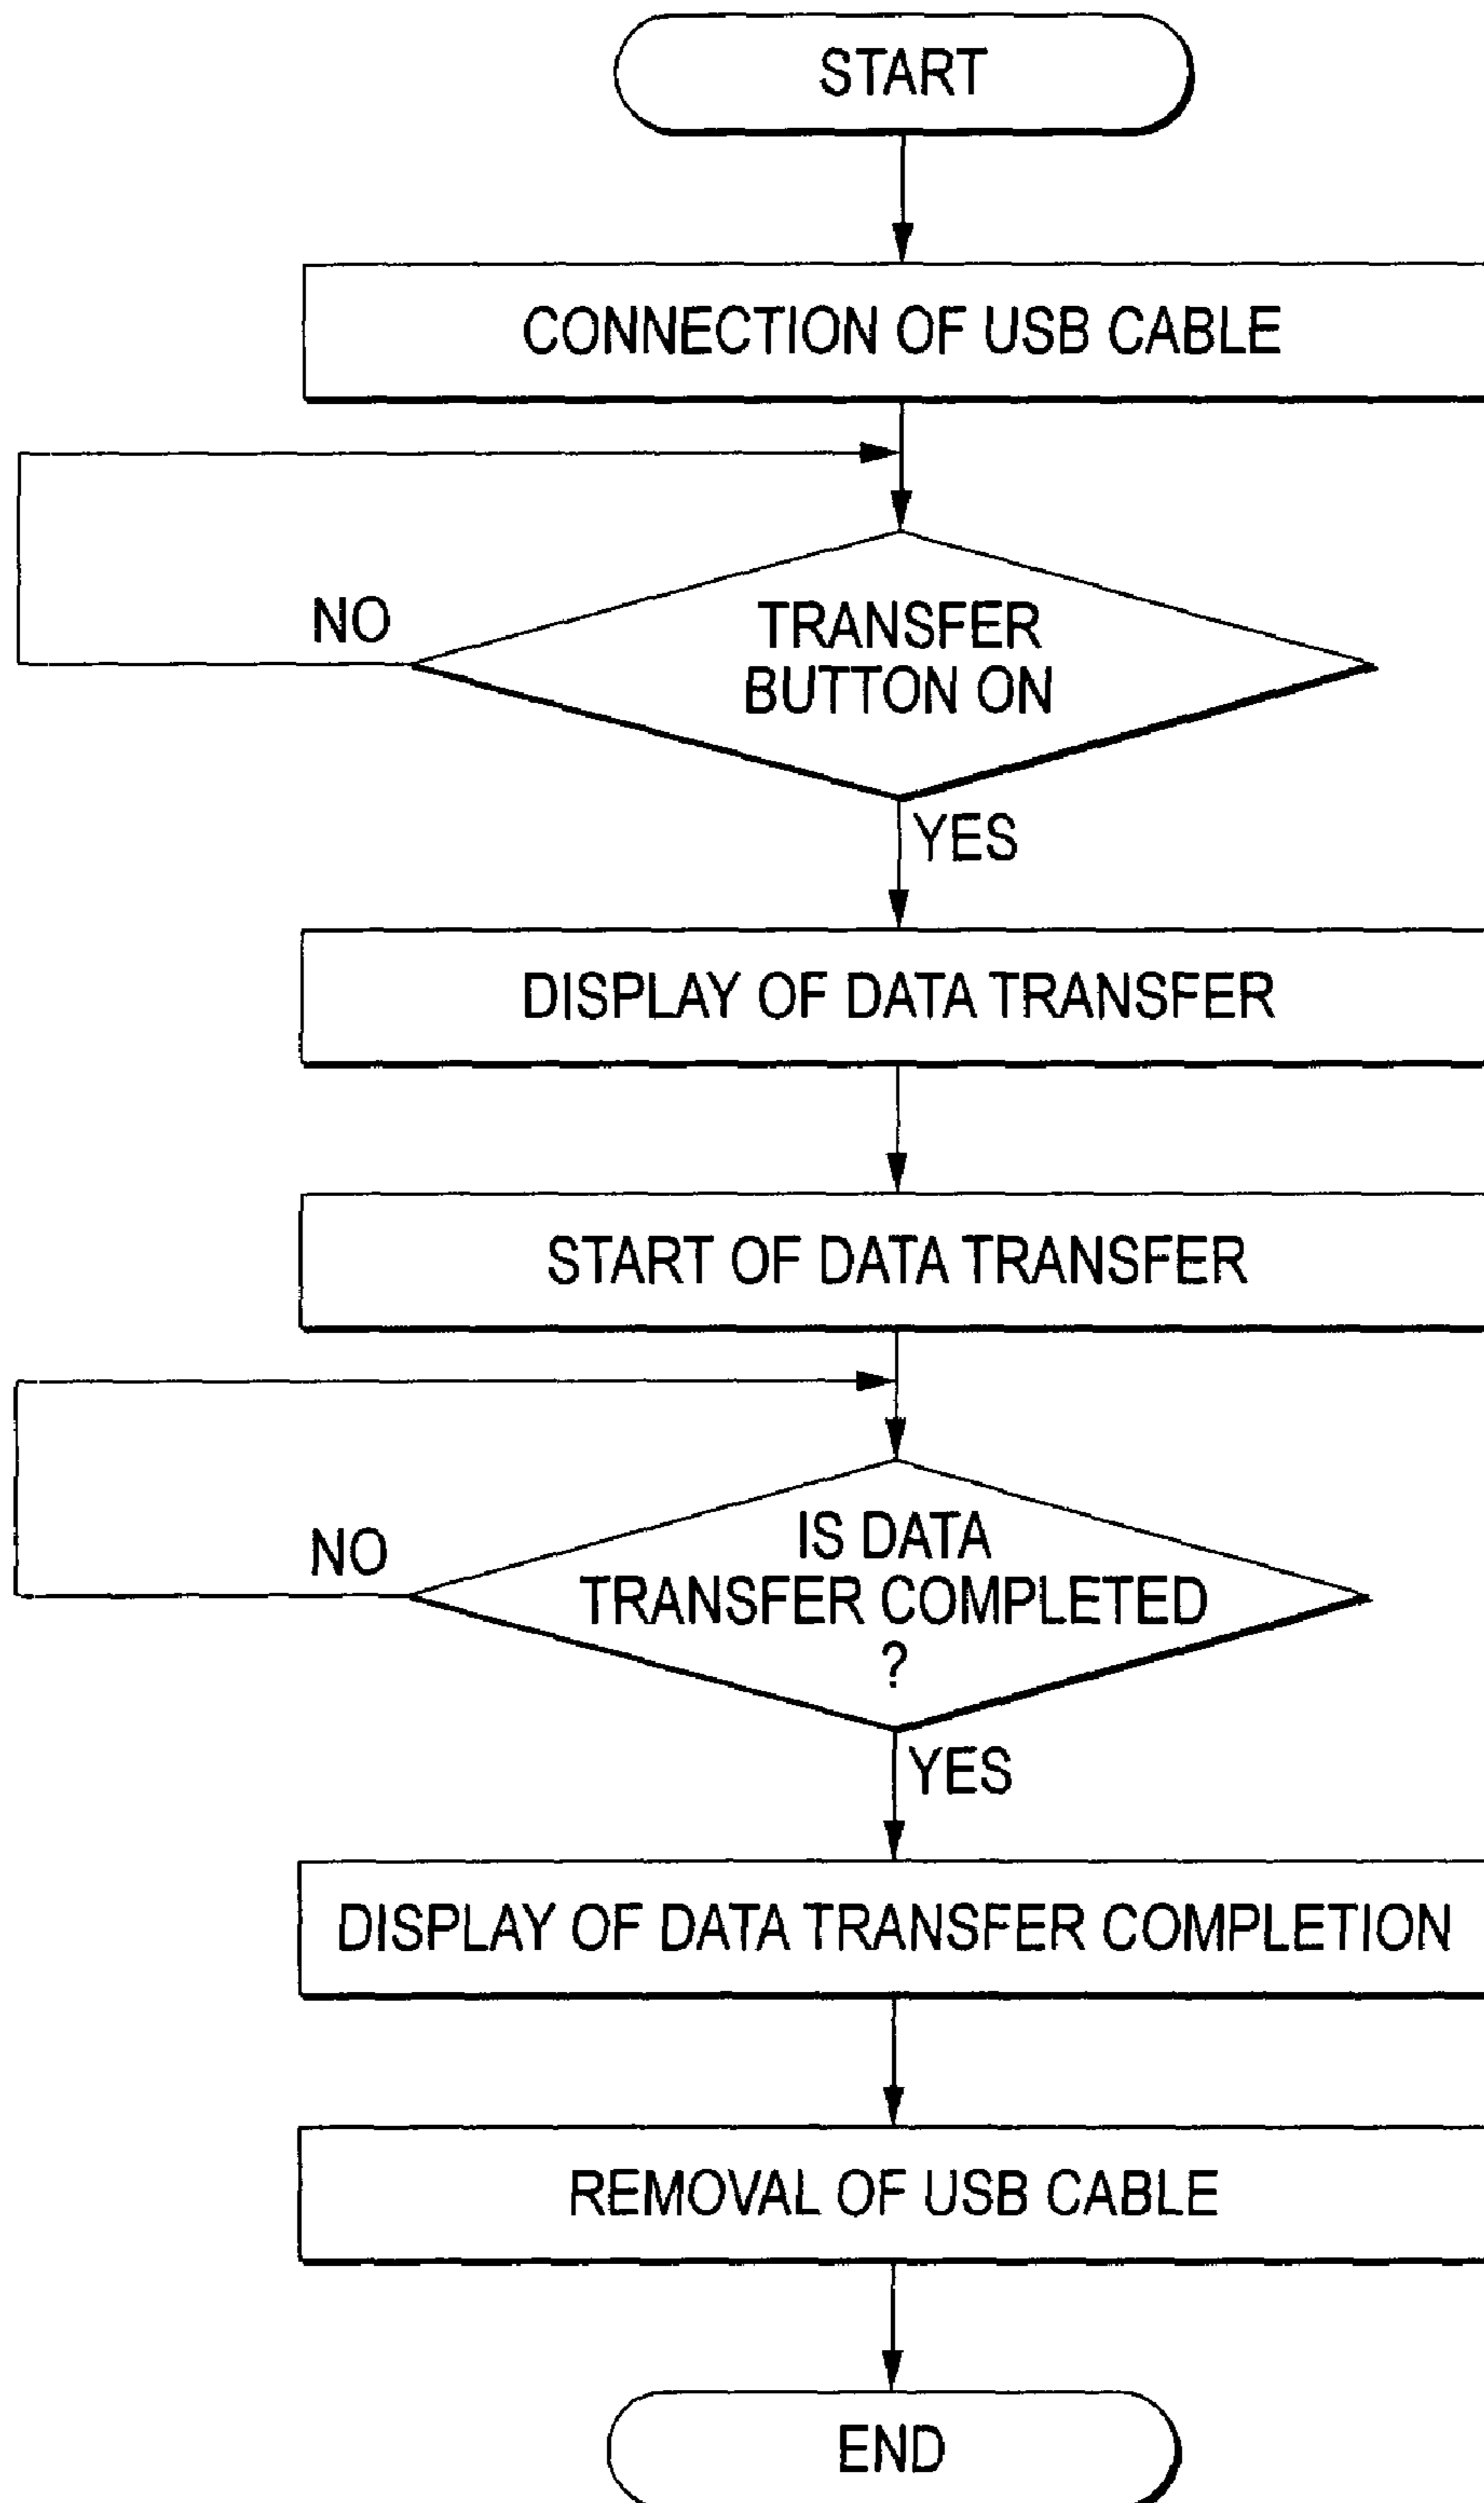 START
CONNECTION OF USB CABLE
NO
TRANSFER
BUTTON ON
YES
DISPLAY OF DATA TRANSFER
START OF DATA TRANSFER
NO
IS DATA
TRANSFER COMPLETED
?
YES
DISPLAY OF DATA TRANSFER COMPLETION
REMOVAL OF USB CABLE
END